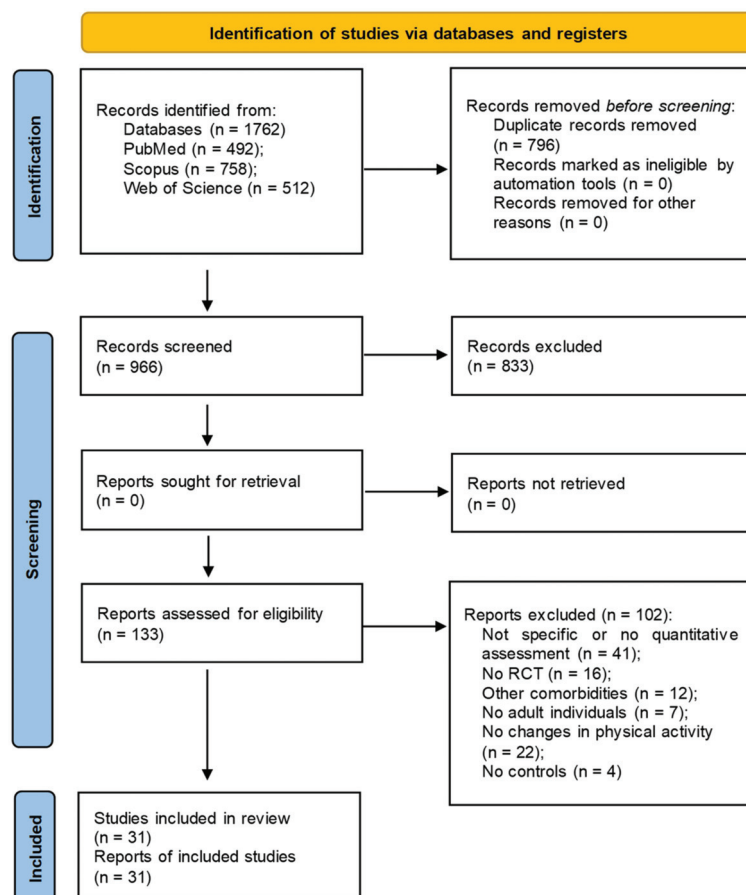 Identification of studies via databases and registers
Identification
Records identified from:
Databases (n = 1762)
PubMed (n = 492);
Scopus (n = 758);
Web of Science (n = 512)
Records removed before screening:
Duplicate records removed
(n = 796)
Records marked as ineligible by
automation tools (n = 0)
Records removed for other
reasons (n = 0)
Screening
Records screened
(n = 966)
Records excluded
(n = 833)
Reports sought for retrieval
(n = 0)
Reports not retrieved
(n = 0)
Reports assessed for eligibility
(n = 133)
Reports excluded (n = 102):
Not specific or no quantitative
assessment (n = 41);
No RCT (n = 16);
Other comorbidities (n = 12);
No adult individuals (n = 7);
No changes in physical activity
(n = 22);
No controls (n = 4)
Included
Studies included in review
(n = 31)
Reports of included studies
(n = 31)